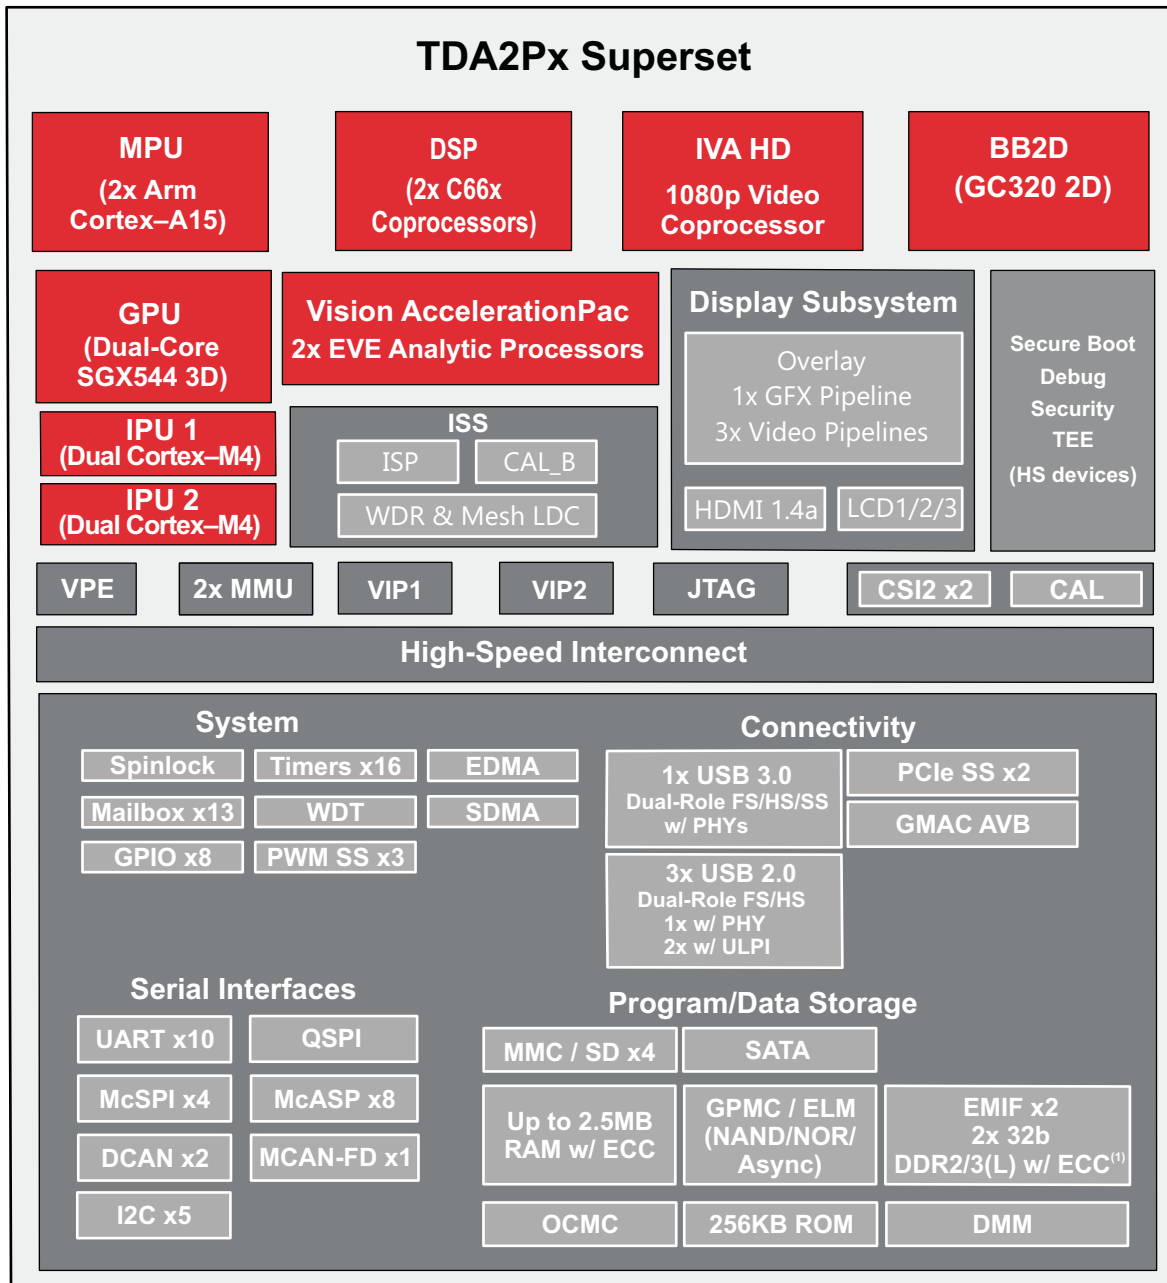 TDA2Px Superset
MPU
(2x Arm
Cortex–A15)
DSP
(2x C66x
Coprocessors)
IVA HD
1080p Video
Coprocessor
BB2D
(GC320 2D)
GPU
(Dual-Core
SGX544 3D)
Vision AccelerationPac
2x EVE Analytic Processors
Display Subsystem
Overlay
1x GFX Pipeline
3x Video Pipelines
HDMI 1.4a
LCD1/2/3
Secure Boot
Debug
Security
TEE
(HS devices)
IPU 1
(Dual Cortex–M4)
IPU 2
(Dual Cortex–M4)
ISS
ISP
CAL_B
WDR & Mesh LDC
VPE
2x MMU
VIP1
VIP2
JTAG
CSI2 x2
CAL
High-Speed Interconnect
System
Spinlock
Timers x16
EDMA
Mailbox x13
WDT
SDMA
GPIO x8
PWM SS x3
Connectivity
1x USB 3.0
Dual-Role FS/HS/SS
w/ PHYs
PCIe SS x2
GMAC AVB
3x USB 2.0
Dual-Role FS/HS
1x w/ PHY
2x w/ ULPI
Serial Interfaces
UART x10
QSPI
McSPI x4
McASP x8
DCAN x2
MCAN-FD x1
I2C x5
Program/Data Storage
MMC / SD x4
SATA
Up to 2.5MB
RAM w/ ECC
GPMC / ELM
(NAND/NOR/
Async)
EMIF x2
2x 32b
DDR2/3(L) w/ ECC(1)
OCMC
256KB ROM
DMM